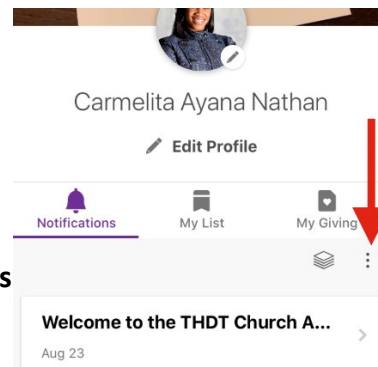 Carmelita Ayana Nathan
Edit Profile
Notifications My List My Giving
s
Welcome to the THDT Church A...
Aug 23